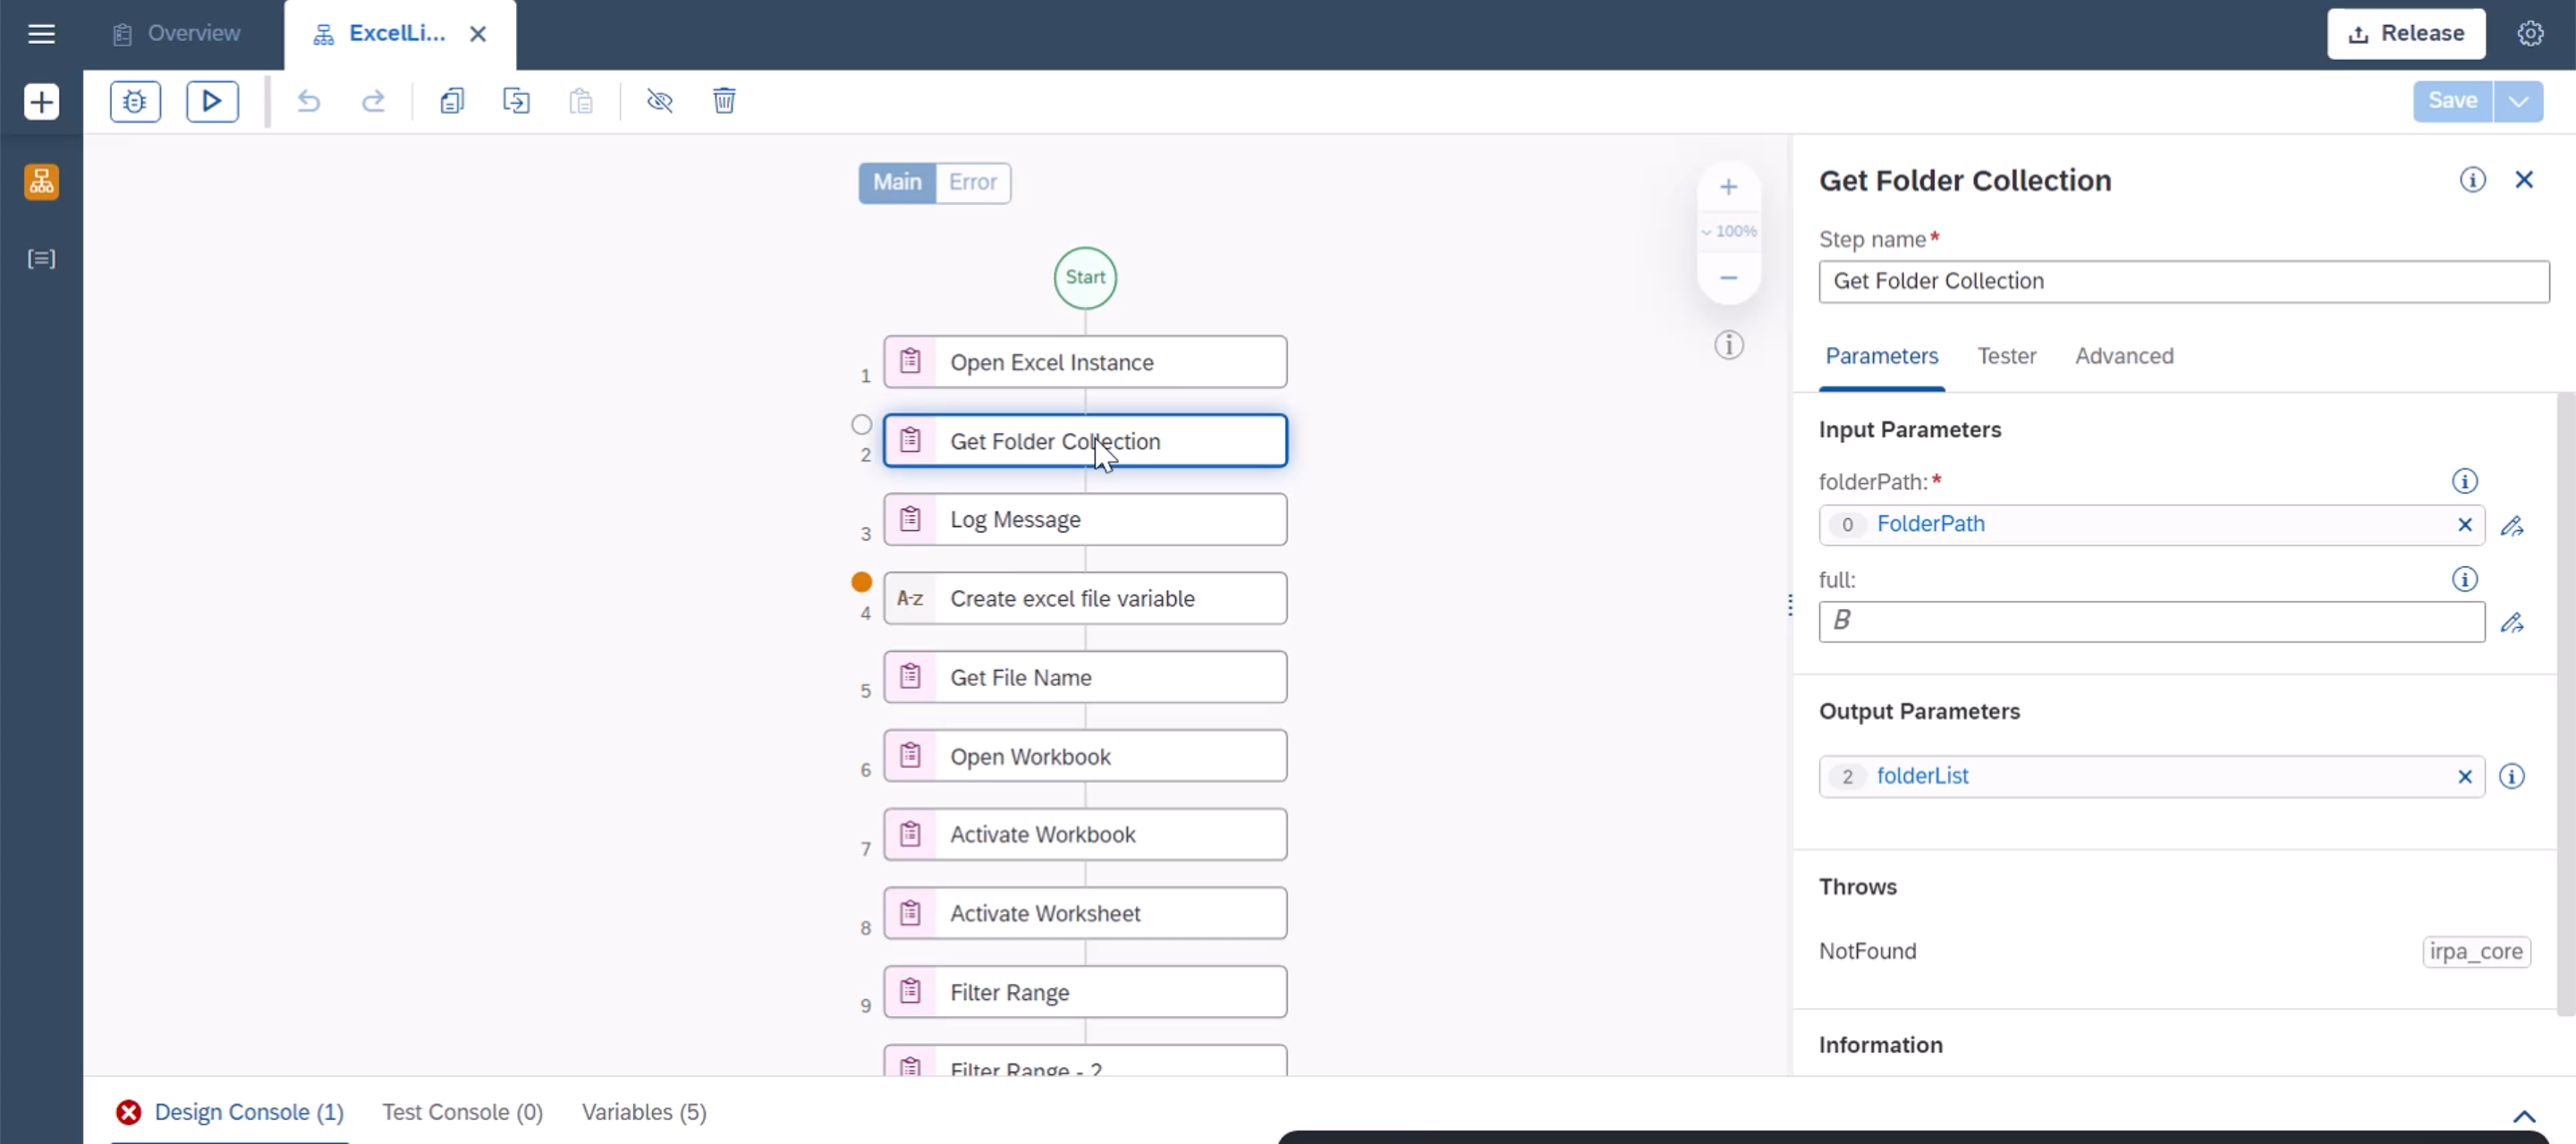 Overview
ExcelLi...
Release
Save
Main
Error
100%
Start
1
Open Excel Instance
2
Get Folder Collection
3
Log Message
4
A-z
Create excel file variable
5
Get File Name
6
Open Workbook
7
Activate Workbook
8
Activate Worksheet
9
Filter Range
Filter Range - 2
Get Folder Collection
Step name*
Get Folder Collection
Parameters
Tester
Advanced
Input Parameters
folderPath:*
0 FolderPath
full:
B
Output Parameters
2 folderList
Throws
NotFound
irpa_core
Information
Design Console (1)
Test Console (0)
Variables (5)